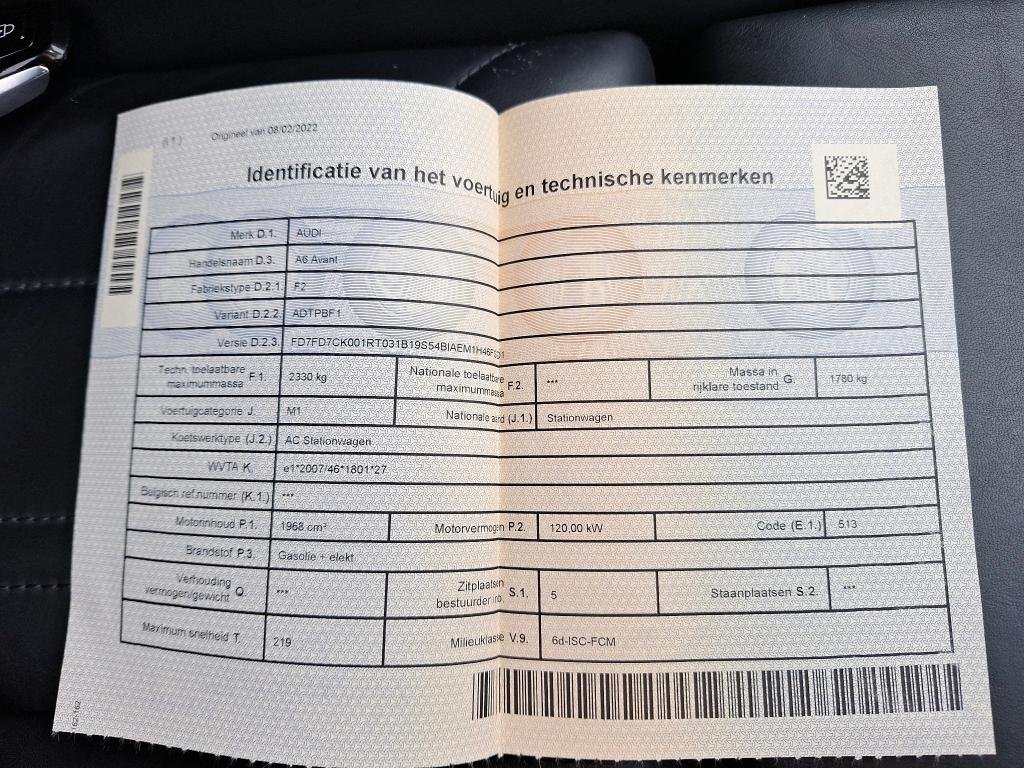 (I 1) Origineel van 08/02/2022
Identificatie van het voertuig en technische kenmerken
Merk D.1. AUDI
Handelsnaam D.3. A6 Avant
Fabriekstype D.2.1. F2
Variant D.2.2. ADTPBF1
Versie D.2.3.
Techn. toelaatbare maximummassa F.1. 2330 kg Nationale toelaatbare maximummassa F.2. *** Massa in rijklare toestand G. 1780 kg
Voertuigcategorie J. M1 Nationale aard (J.1.) Stationwagen
Koetswerktype (J.2.) AC Stationwagen
WVTA K. e1*2007/46*1801*27
Belgisch ref.nummer (K.1.) ***
Motorinhoud P.1. 1968 cm³ Motorvermogen P.2. 120,00 kW Code (E.1.) 513
Brandstof P.3. Gasolie + elekt
Verhouding vermogen/gewicht Q. *** Zitplaatsen bestuurder S.1. 5 Staanplaatsen S.2. ***
Maximum snelheid T. 219 Milieuklasse V.9. 6d-ISC-FCM
162-162